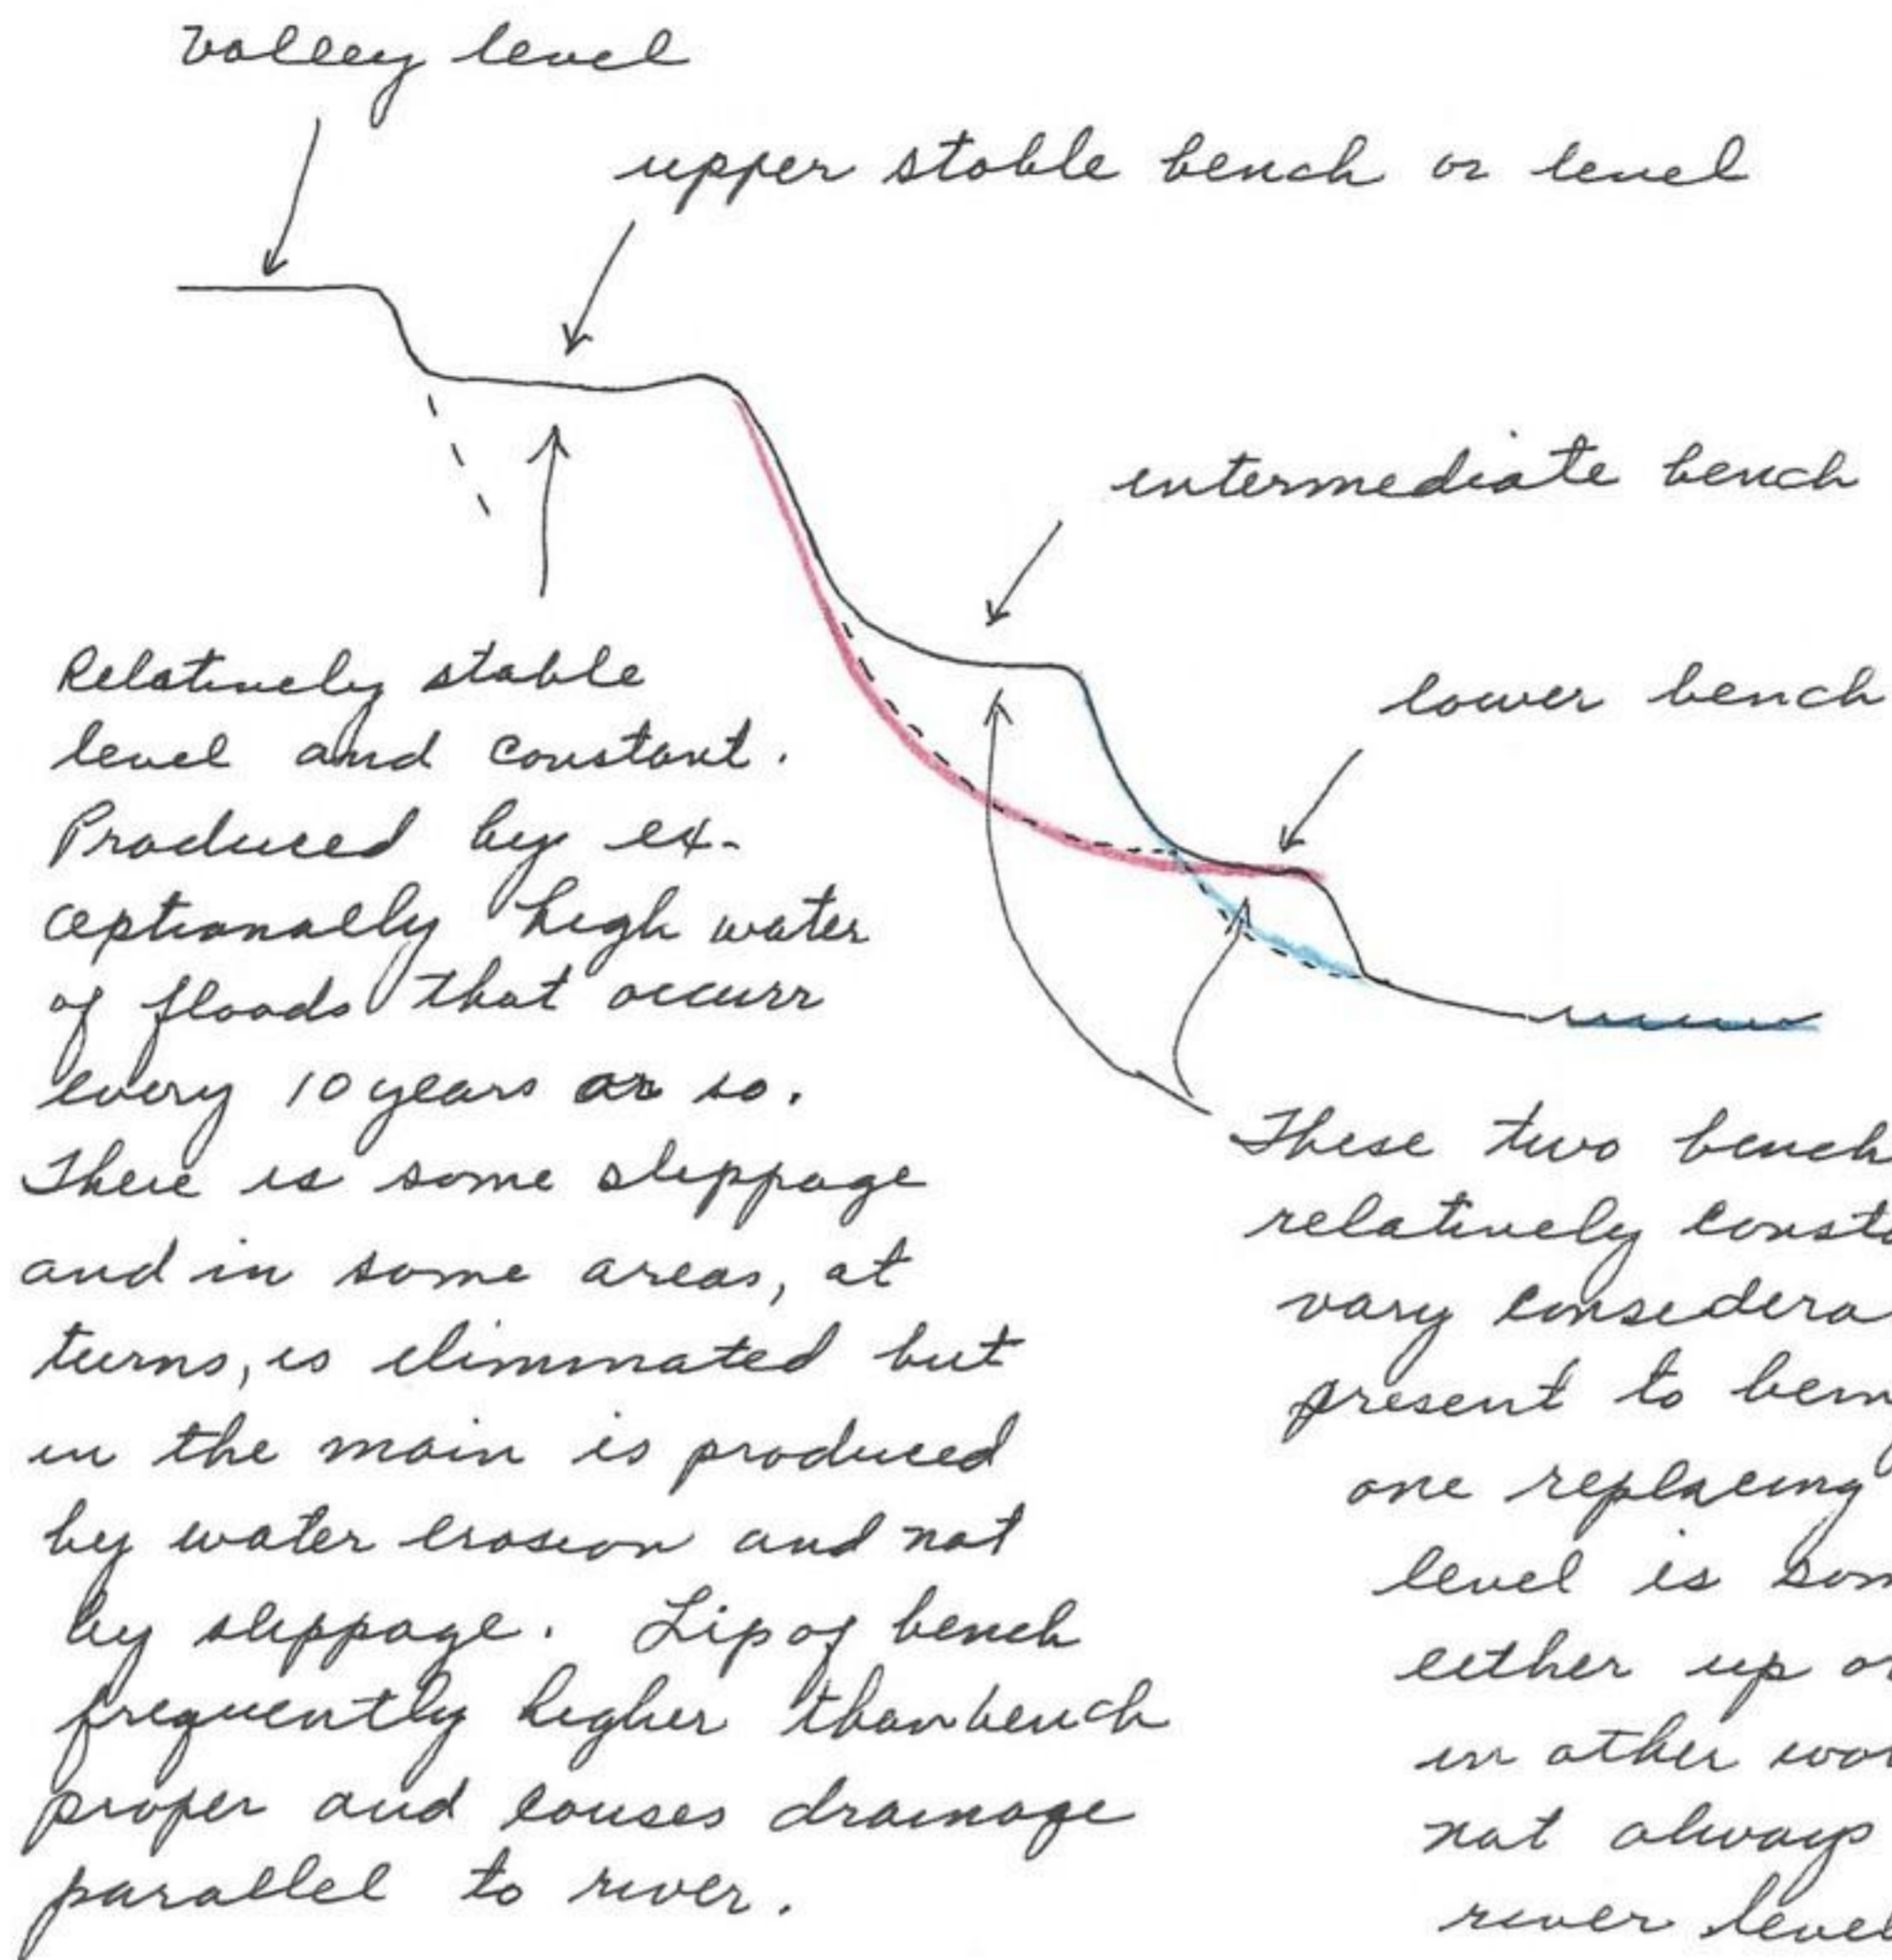 Valley level
upper stable bench or level
intermediate bench
lower bench
Relatively stable
level and constant.
Produced by ex-
ceptionally high water
of floods that occurr
every 10 years or so.
There is some slippage
and in some areas, at
turns, is eliminated but
in the main is produced
by water erosion and not
by slippage. Lip of bench
frequently higher than bench
proper and causes drainage
parallel to river.
These two bench
relatively consta
vary considera
present to bein
one replacing
level is som
either up or
in other wor
not always
river level